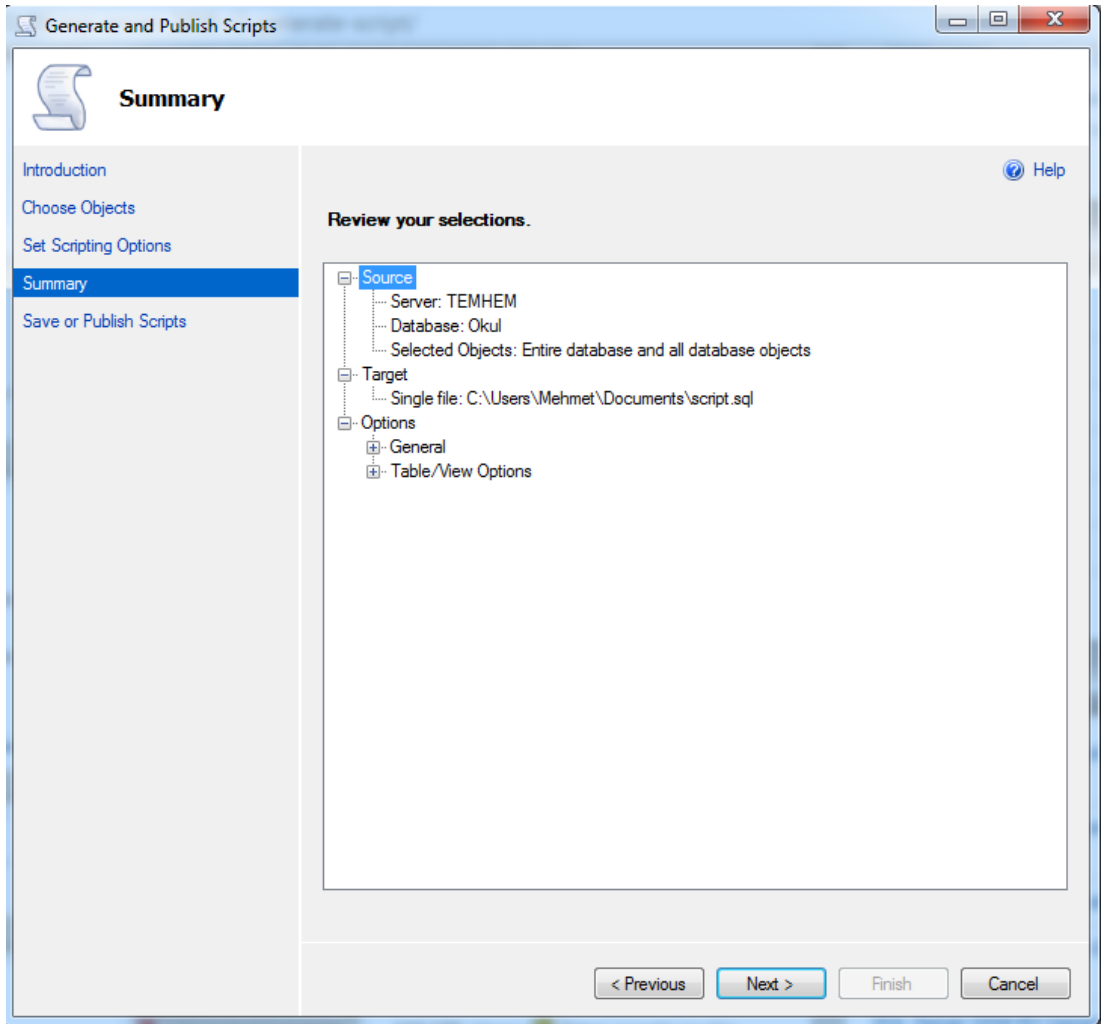 Generate and Publish Scripts
Summary
Introduction
Choose Objects
Set Scripting Options
Summary
Save or Publish Scripts
Help
Review your selections.
Source
Server: TEMHEM
Database: Okul
Selected Objects: Entire database and all database objects
Target
Single file: C:\Users\Mehmet\Documents\script.sql
Options
General
Table/View Options
< Previous
Next >
Finish
Cancel